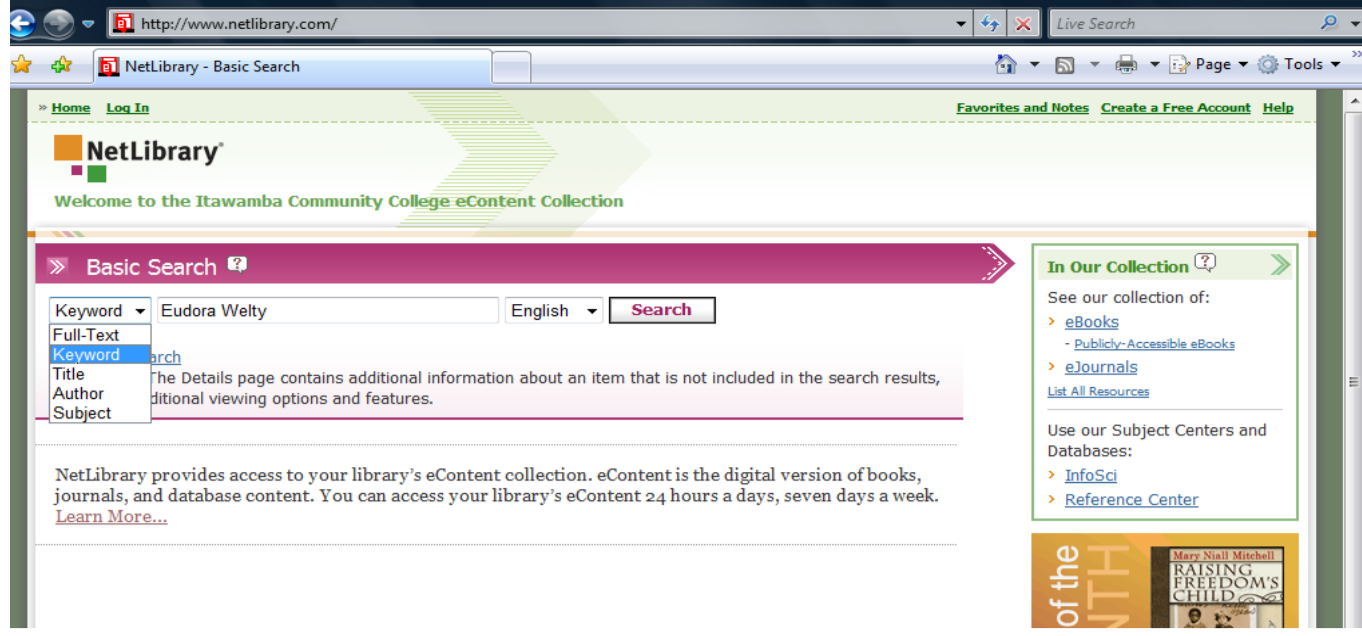 http://www.netlibrary.com/
Live Search
NetLibrary - Basic Search
Page
Tools
» Home Log In
Favorites and Notes Create a Free Account Help
NetLibrary
Welcome to the Itawamba Community College eContent Collection
Basic Search
Keyword
Eudora Welty
English
Search
Full-Text
Keyword
Title
Author
Subject
The Details page contains additional information about an item that is not included in the search results,
viewing options and features.
NetLibrary provides access to your library's eContent collection. eContent is the digital version of books,
journals, and database content. You can access your library's eContent 24 hours a days, seven days a week.
Learn More...
In Our Collection
See our collection of:
> eBooks
- Publicly-Accessible eBooks
> eJournals
List All Resources
Use our Subject Centers and
Databases:
> InfoSci
> Reference Center
of the
Mary Niall Mitchell
RAISING
FREEDOM'S
CHILD